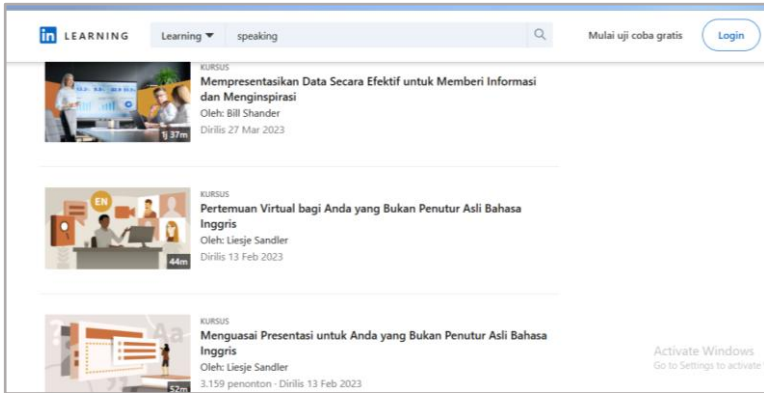 in LEARNING
Learning
speaking
Mulai uji coba gratis
Login
KURSUS
Mempresentasikan Data Secara Efektif untuk Memberi Informasi
dan Menginspirasi
Oleh: Bill Shander
Dirilis 27 Mar 2023
1j 37m
KURSUS
Pertemuan Virtual bagi Anda yang Bukan Penutur Asli Bahasa
Inggris
Oleh: Liesje Sandler
Dirilis 13 Feb 2023
EN
44m
KURSUS
Menguasai Presentasi untuk Anda yang Bukan Penutur Asli Bahasa
Inggris
Oleh: Liesje Sandler
3.159 penonton · Dirilis 13 Feb 2023
Aa
52m
Activate Windows
Go to Settings to activate